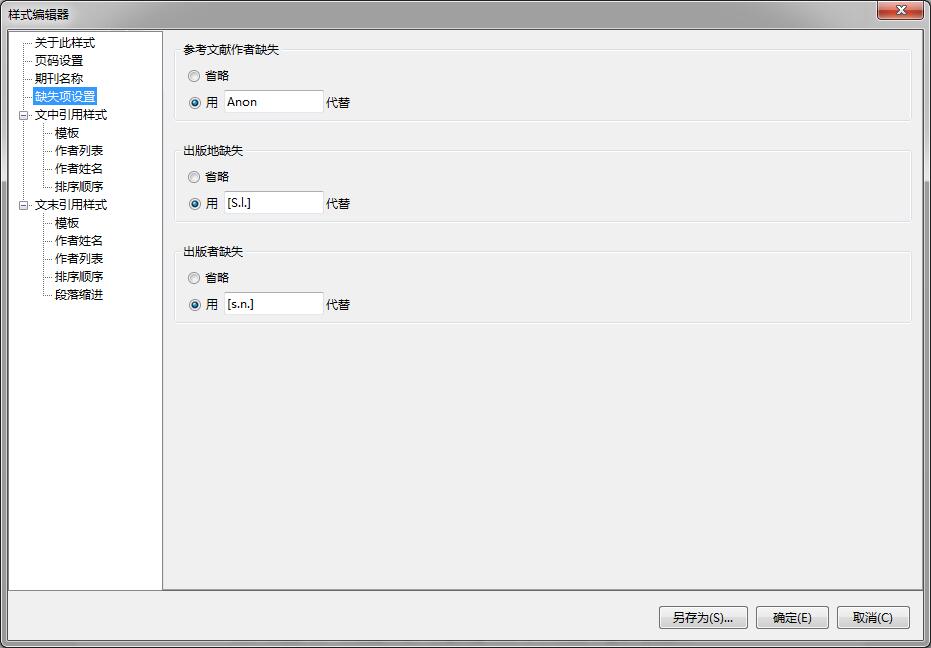 样式编辑器
关于此样式
页码设置
期刊名称
缺失项设置
文中引用样式
模板
作者列表
作者姓名
排序顺序
文末引用样式
模板
作者姓名
作者列表
排序顺序
段落缩进
参考文献作者缺失
省略
用 Anon 代替
出版地缺失
省略
用 [S.l.] 代替
出版者缺失
省略
用 [s.n.] 代替
另存为(S)... 确定(E) 取消(C)